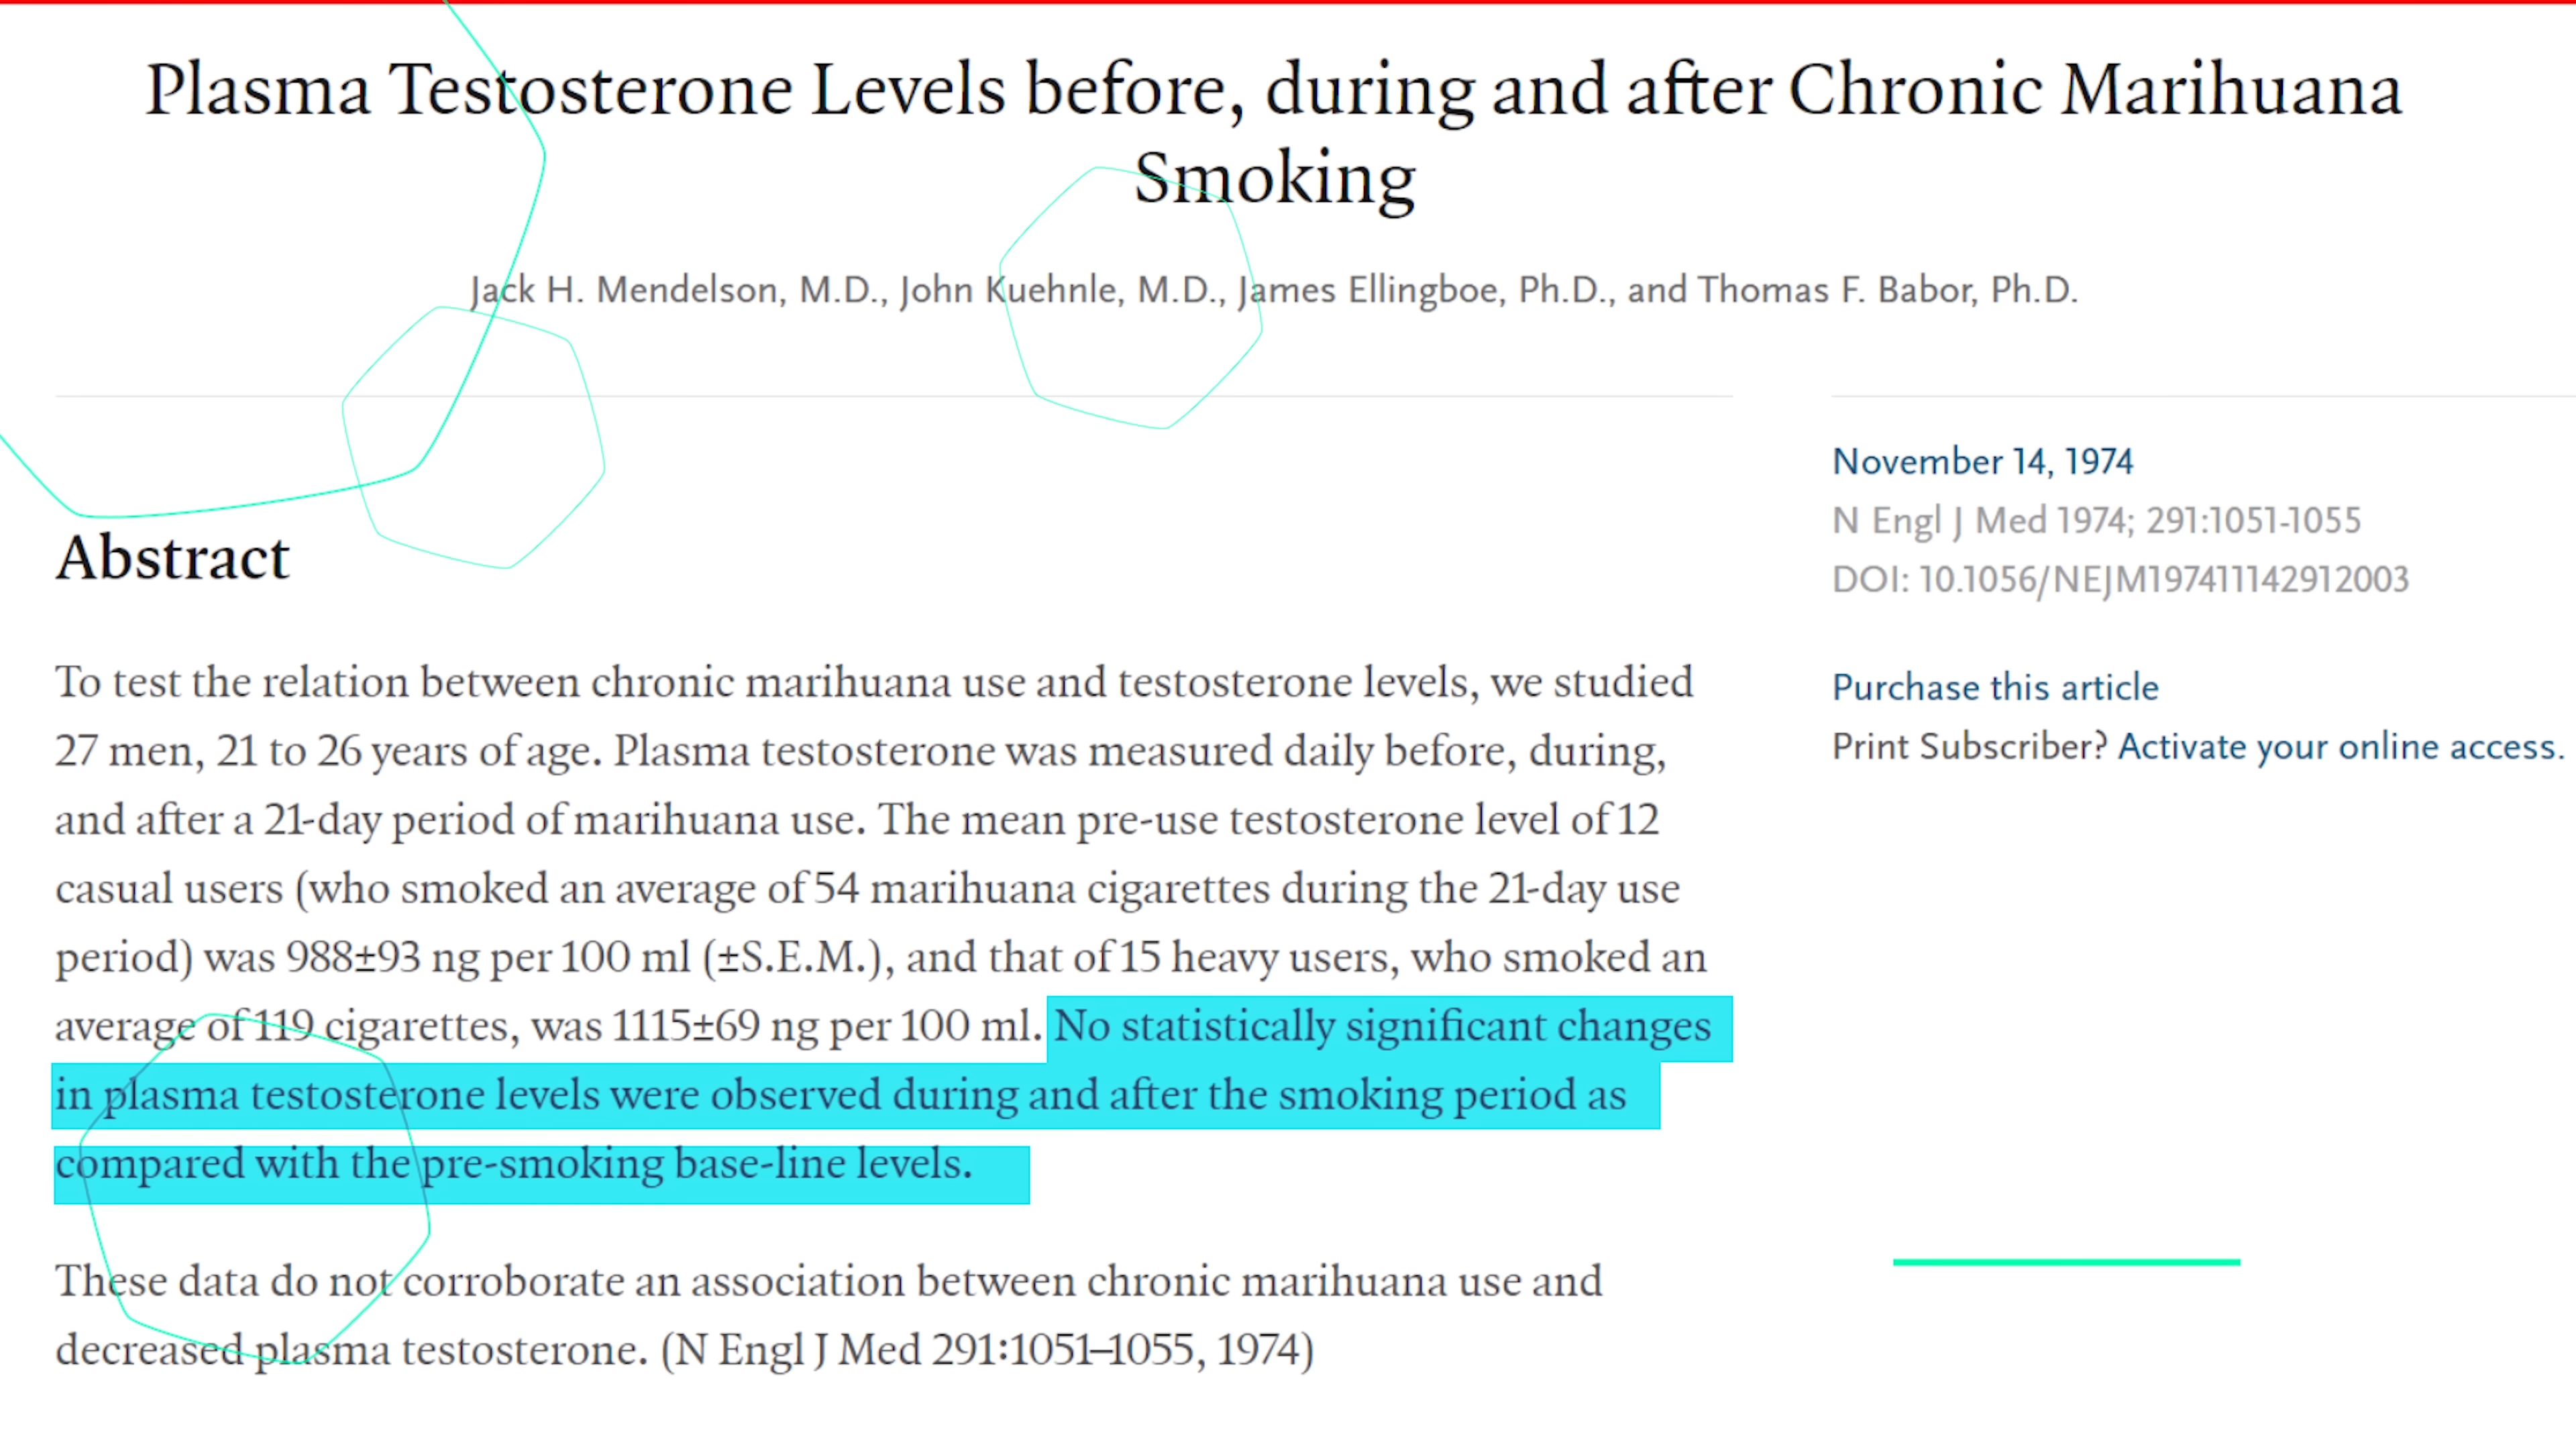 Plasma Testosterone Levels before, during and after Chronic Marihuana
Smoking
Jack H. Mendelson, M.D., John Kuehnle, M.D., James Ellingboe, Ph.D., and Thomas F. Babor, Ph.D.
Abstract
To test the relation between chronic marihuana use and testosterone levels, we studied
27 men, 21 to 26 years of age. Plasma testosterone was measured daily before, during,
and after a 21-day period of marihuana use. The mean pre-use testosterone level of 12
casual users (who smoked an average of 54 marihuana cigarettes during the 21-day use
period) was 988±93 ng per 100 ml (±S.E.M.), and that of 15 heavy users, who smoked an
average of 119 cigarettes, was 1115±69 ng per 100 ml. No statistically significant changes
in plasma testosterone levels were observed during and after the smoking period as
compared with the pre-smoking base-line levels.
These data do not corroborate an association between chronic marihuana use and
decreased plasma testosterone. (N Engl J Med 291:1051–1055, 1974)
November 14, 1974
N Engl J Med 1974; 291:1051-1055
DOI: 10.1056/NEJM197411142912003
Purchase this article
Print Subscriber? Activate your online access.